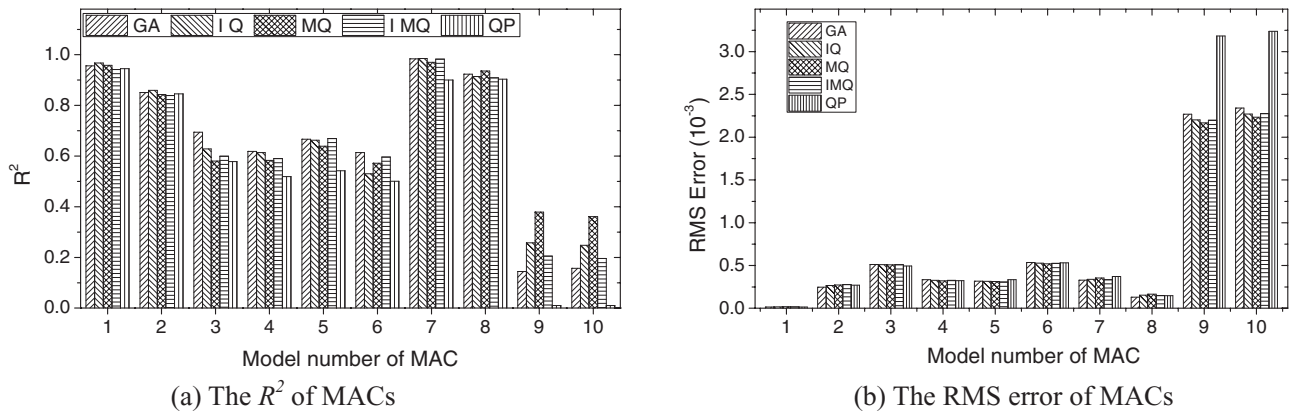 GA I Q MQ I MQ QP
1.0
0.8
0.6
0.4
0.2
0.0
R²
1 2 3 4 5 6 7 8 9 10
Model number of MAC
(a) The R² of MACs
GA
IQ
MQ
IMQ
QP
3.0
2.5
2.0
1.5
1.0
0.5
0.0
RMS Error (10⁻³)
1 2 3 4 5 6 7 8 9 10
Model number of MAC
(b) The RMS error of MACs